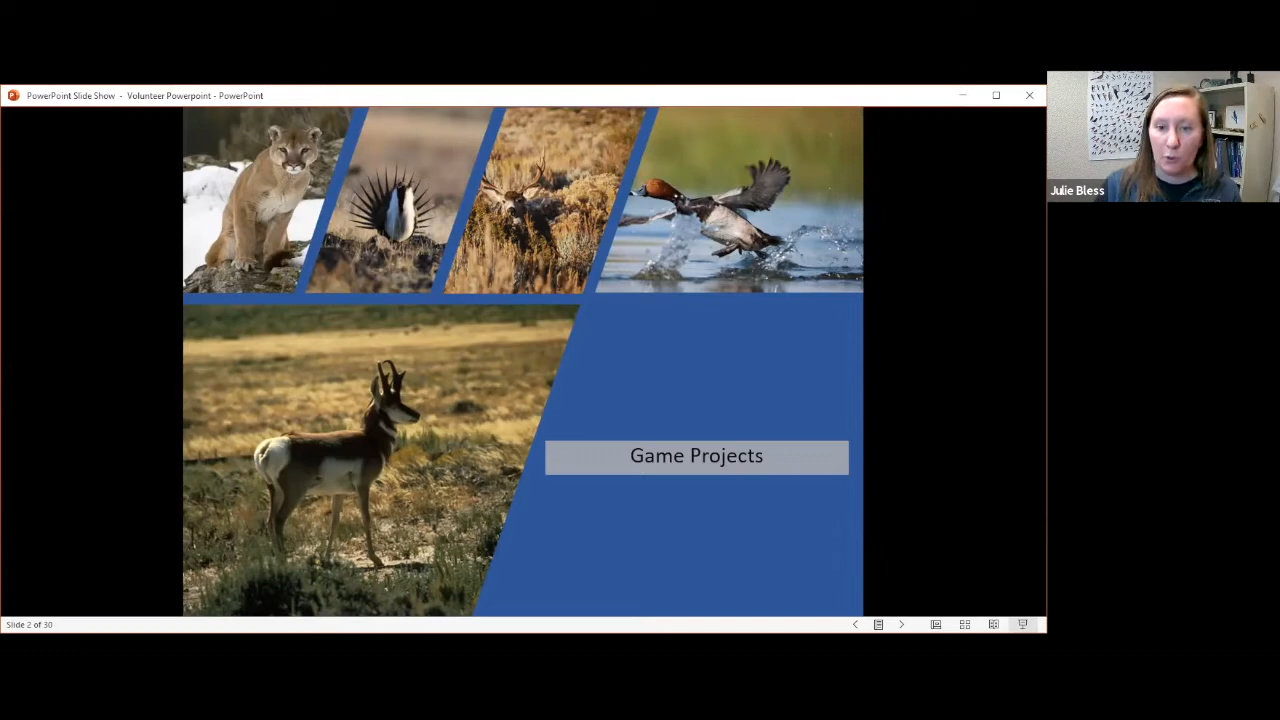 PowerPoint Slide Show - Volunteer Powerpoint - PowerPoint
Julie Bless
Game Projects
Slide 2 of 30